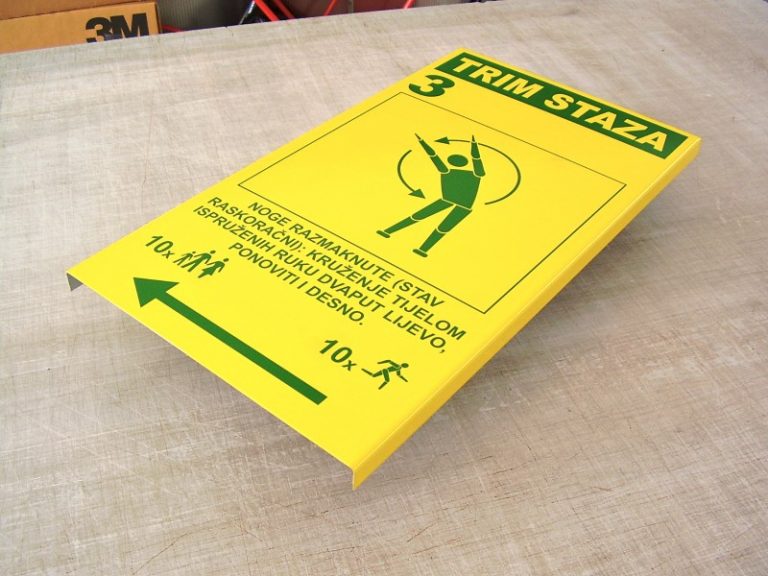 3M
TRIM STAZA
3
NOGE RAZMAKNUTE (STAV
RASKORAČNI): KRUŽENJE TIJELOM
ISPRUŽENIH RUKU DVAPUT LIJEVO,
PONOVITI I DESNO.
10x
10x